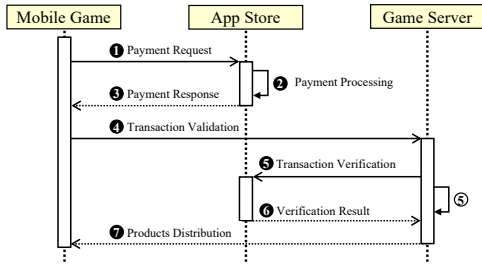 Mobile Game
App Store
Game Server
❶ Payment Request
❷ Payment Processing
❸ Payment Response
❹ Transaction Validation
❺ Transaction Verification
⑤
❻ Verification Result
❼ Products Distribution